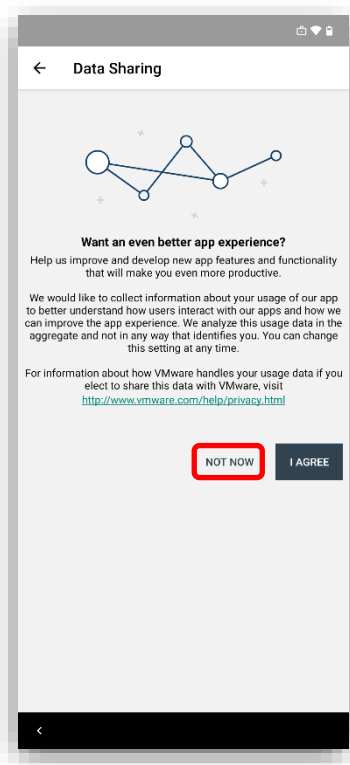 Data Sharing
Want an even better app experience?
Help us improve and develop new app features and functionality
that will make you even more productive.
We would like to collect information about your usage of our app
to better understand how users interact with our apps and how we
can improve the app experience. We analyze this usage data in the
aggregate and not in any way that identifies you. You can change
this setting at any time.
For information about how VMware handles your usage data if you
elect to share this data with VMware, visit
http://www.vmware.com/help/privacy.html
NOT NOW
I AGREE